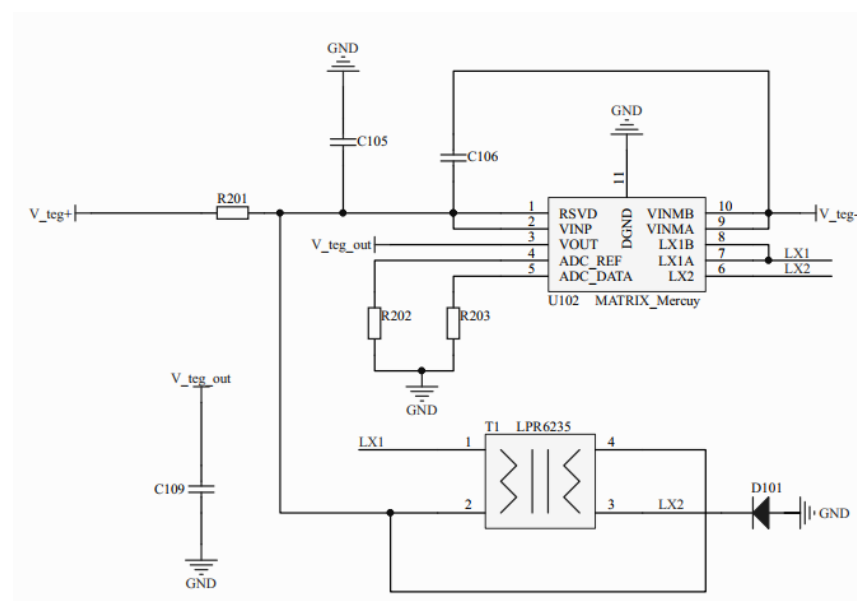 GND
C105
C106
GND
R201
V_teg+
11
1 RSVD VINMB 10
V_teg-
2 VINP VINMA 9
DGND
V_teg_out
3 VOUT LX1B 8
4 ADC_REF LX1A 7 LX1
5 ADC_DATA LX2 6 LX2
U102 MATRIX_Mercuy
R202
R203
GND
V_teg_out
C109
GND
T1 LPR6235
LX1 1
4
2
3 LX2
D101
GND